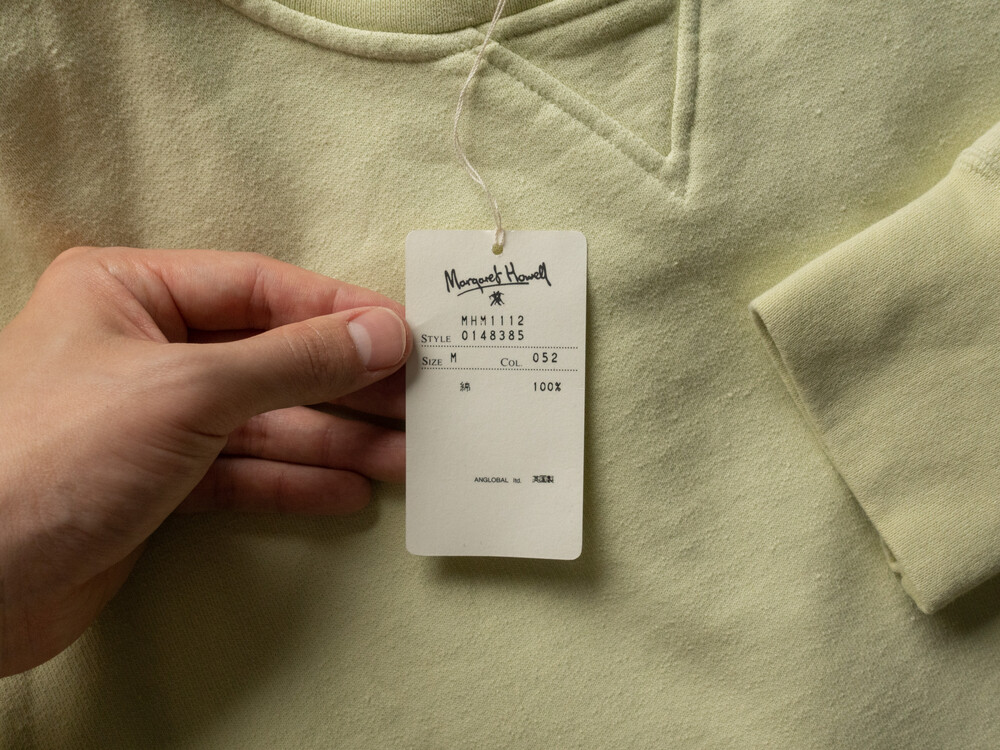 Margaret Howell
MHM1112
STYLE 0148385
SIZE M COL. 052
綿 100%
ANGLOBAL ltd.